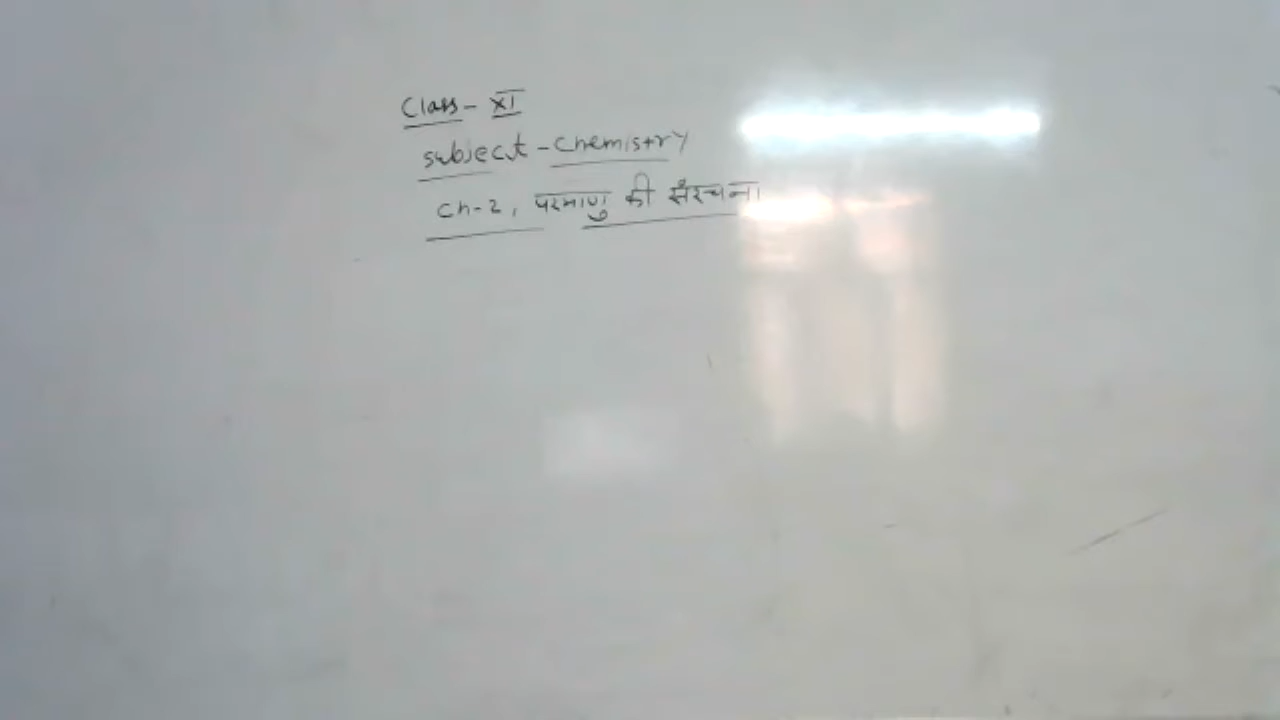 Class - XI
subject - Chemistry
Ch-2, परमाणु की संरचना